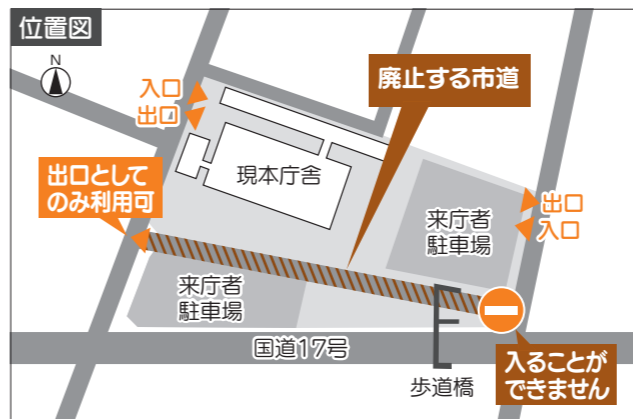 位置図
N
入口
出口
廃止する市道
現本庁舎
出口として
のみ利用可
出口
入口
来庁者
駐車場
来庁者
駐車場
国道17号
歩道橋
入ることが
できません